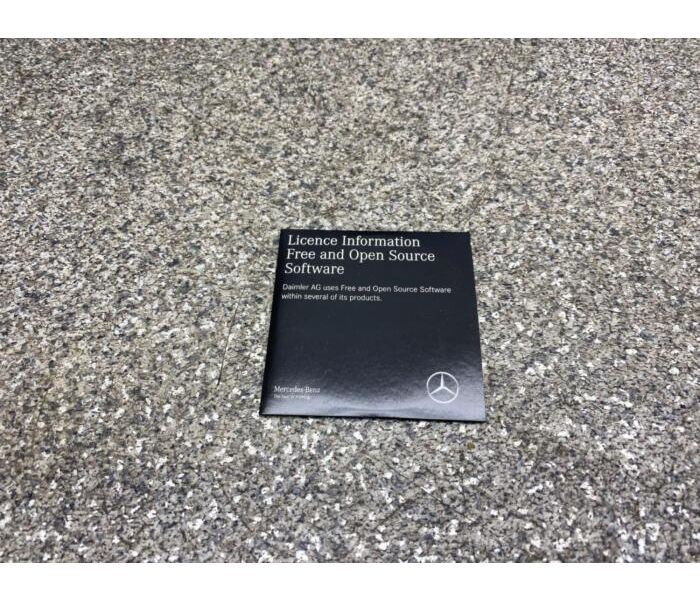 Licence Information
Free and Open Source
Software
Daimler AG uses Free and Open Source Software
within several of its products.
Mercedes-Benz